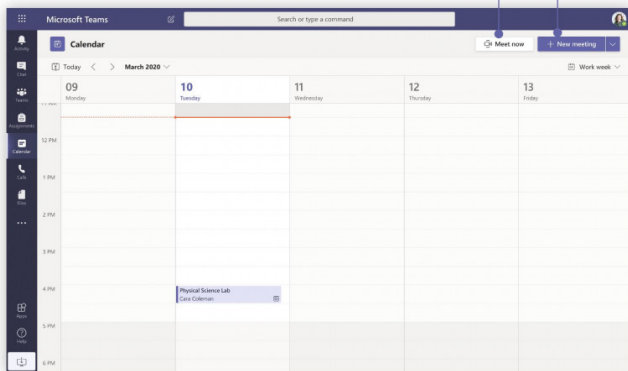 Microsoft Teams
Search or type a command
Activity
Calendar
Meet now
+ New meeting
Chat
Today < > March 2020
Work week
Teams
09
Monday
10
Tuesday
11
Wednesday
12
Thursday
13
Friday
11 AM
Assignments
12 PM
Calendar
Calls
1 PM
Files
2 PM
...
3 PM
4 PM
Physical Science Lab
Cara Coleman
Apps
5 PM
Help
6 PM